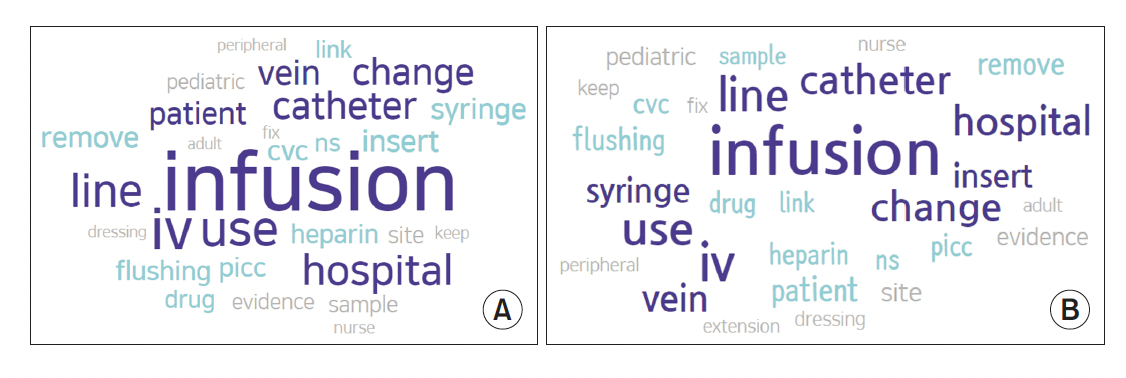 peripheral link
pediatric vein change
patient catheter syringe
remove adult fix cvc ns insert
line infusion
iv use heparin site keep
dressing
flushing picc hospital
drug evidence sample
nurse
A
pediatric sample nurse
keep cvc fix line catheter remove
flushing infusion hospital
syringe drug link insert
use change adult
iv heparin ns picc evidence
peripheral vein patient site
extension dressing
B